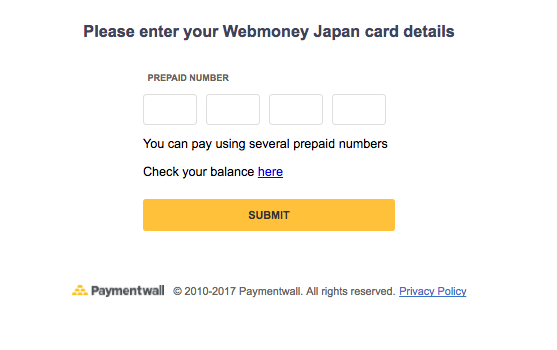 Please enter your Webmoney Japan card details
PREPAID NUMBER
You can pay using several prepaid numbers
Check your balance here
SUBMIT
Paymentwall © 2010-2017 Paymentwall. All rights reserved. Privacy Policy